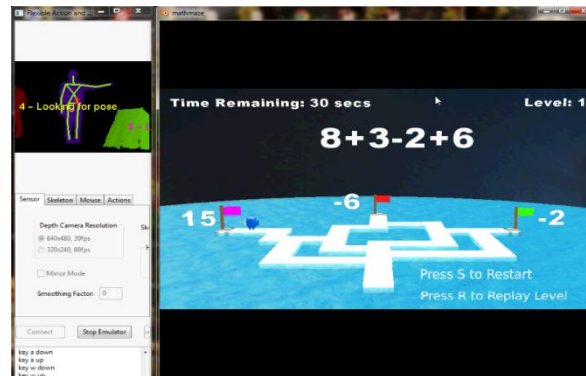 Flexible Action and
4 - Looking for pose
Sensor Skeleton Mouse Actions
Depth Camera Resolution
640x480, 30fps
320x240, 60fps
Mirror Mode
Smoothing Factor: 0
Connect Stop Emulator
key a down
key a up
key w down
key w up
mathmaze
Time Remaining: 30 secs Level: 1
8+3-2+6
-6
15
-2
Press S to Restart
Press R to Replay Level